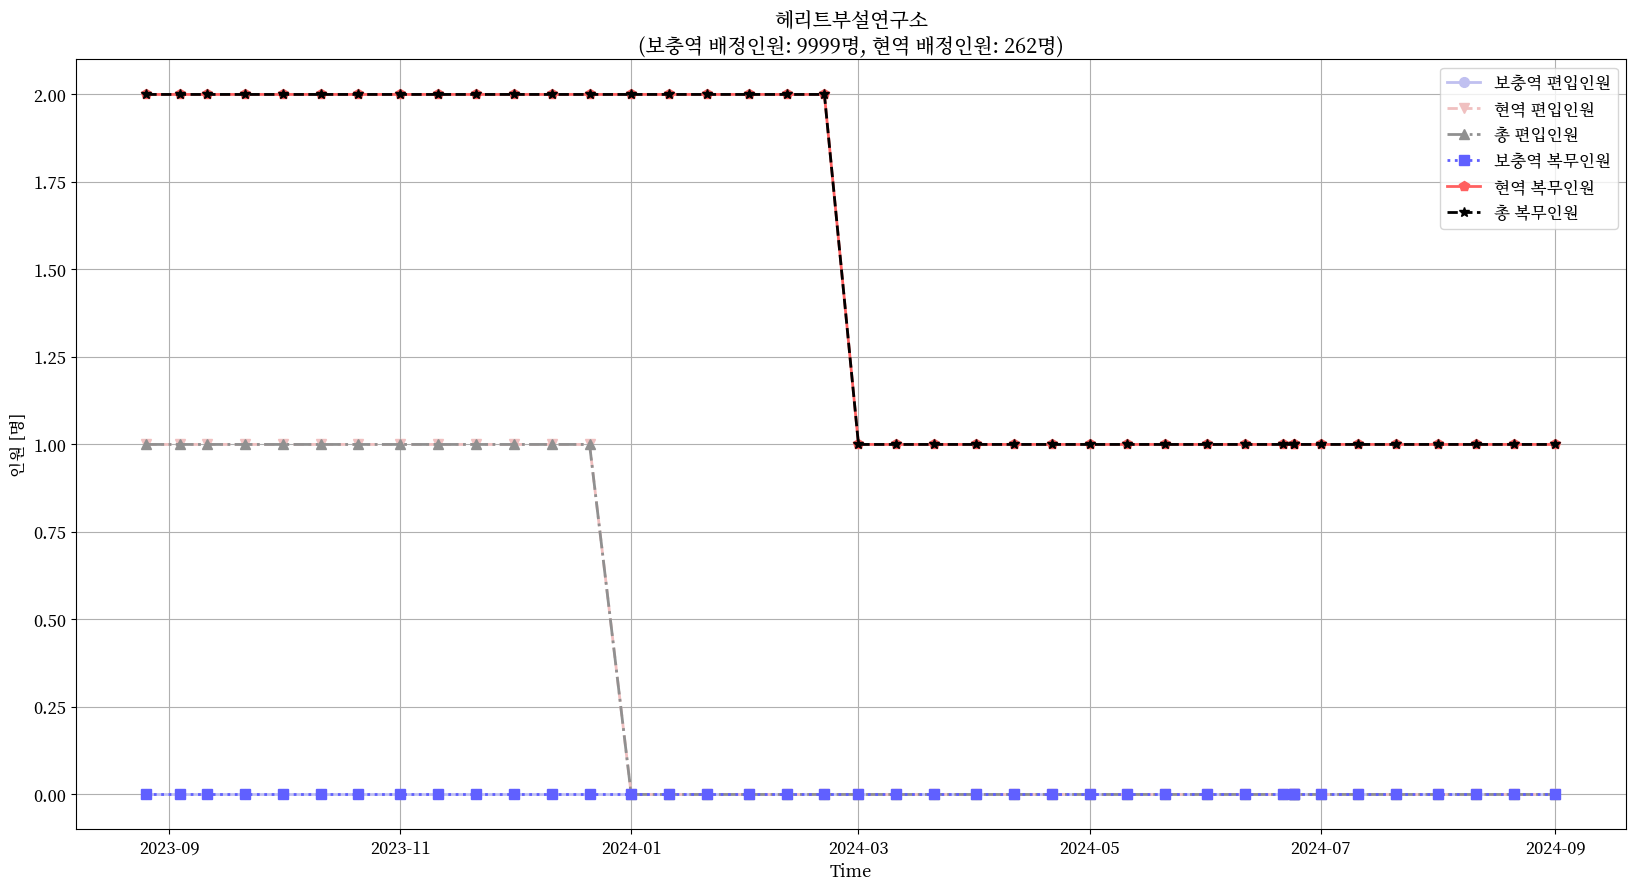 헤리트부설연구소
(보충역 배정인원: 9999명, 현역 배정인원: 262명)
보충역 편입인원
현역 편입인원
총 편입인원
보충역 복무인원
현역 복무인원
총 복무인원
인원 [명]
2.00
1.75
1.50
1.25
1.00
0.75
0.50
0.25
0.00
2023-09
2023-11
2024-01
2024-03
2024-05
2024-07
2024-09
Time